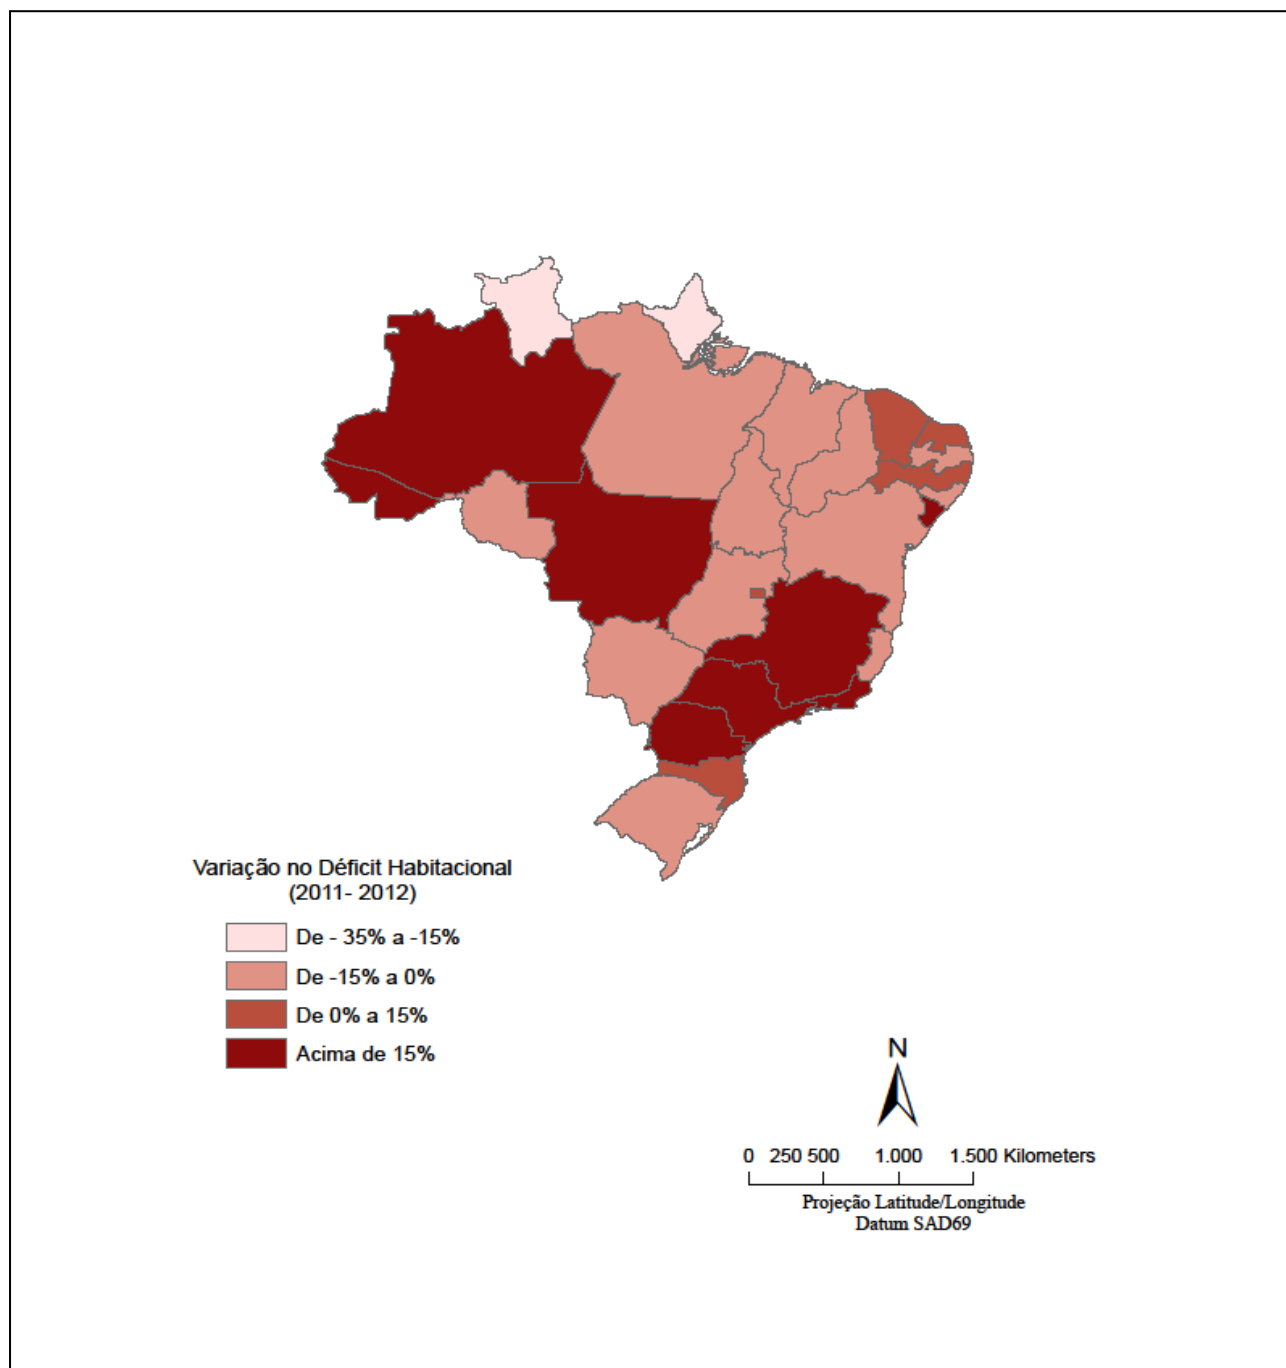 Variação no Déficit Habitacional
(2011- 2012)
De - 35% a -15%
De -15% a 0%
De 0% a 15%
Acima de 15%
N
0 250 500 1.000 1.500 Kilometers
Projeção Latitude/Longitude
Datum SAD69